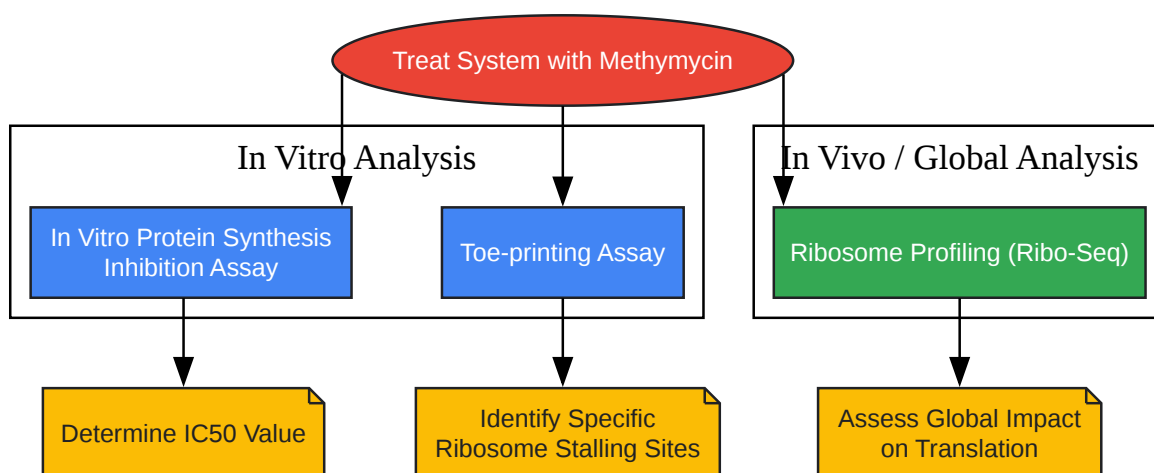 Treat System with Methymycin
In Vitro Analysis
In Vivo / Global Analysis
In Vitro Protein Synthesis
Inhibition Assay
Toe-printing Assay
Ribosome Profiling (Ribo-Seq)
Determine IC50 Value
Identify Specific
Ribosome Stalling Sites
Assess Global Impact
on Translation